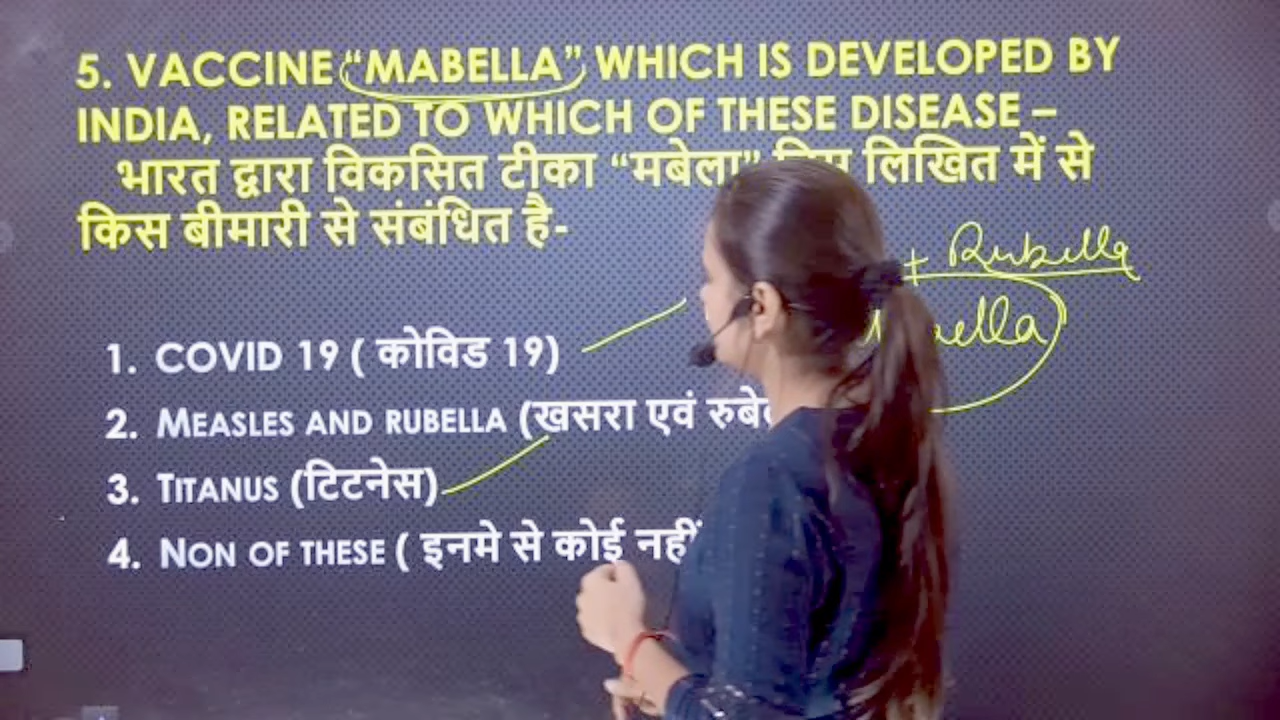 5. VACCINE “MABELLA” WHICH IS DEVELOPED BY
INDIA, RELATED TO WHICH OF THESE DISEASE –
भारत द्वारा विकसित टीका “मबेला” लिखित में से
किस बीमारी से संबंधित है-
+ Rubella
1. COVID 19 ( कोविड 19)
2. MEASLES AND RUBELLA (खसरा एवं
3. TITANUS (टिटनेस)
4. NON OF THESE ( इनमे से कोई नहीं